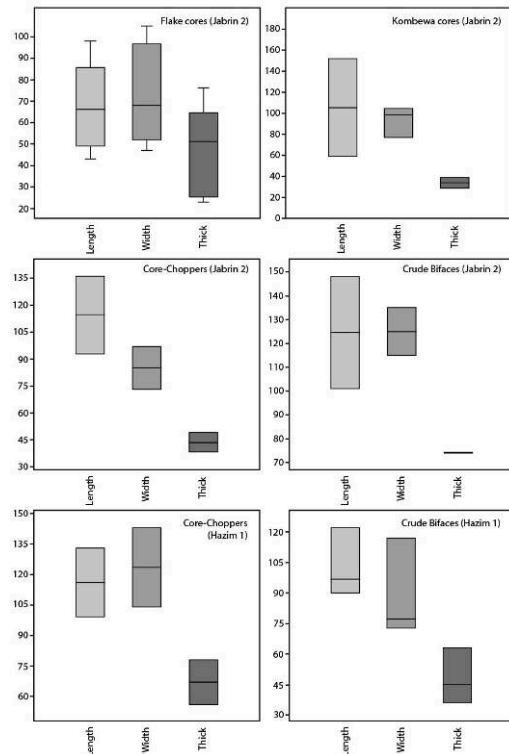 Flake cores (Jabrin 2)
100
90
80
70
60
50
40
30
20
Length
Width
Thick
Kombewa cores (Jabrin 2)
180
160
140
120
100
80
60
40
20
0
Length
Width
Thick
Core-Choppers (Jabrin 2)
135
120
105
90
75
60
45
30
Length
Width
Thick
Crude Bifaces (Jabrin 2)
150
140
130
120
110
100
90
80
70
Length
Width
Thick
Core-Choppers
(Hazim 1)
150
135
120
105
90
75
60
Length
Width
Thick
Crude Bifaces (Hazim 1)
120
105
90
75
60
45
30
Length
Width
Thick